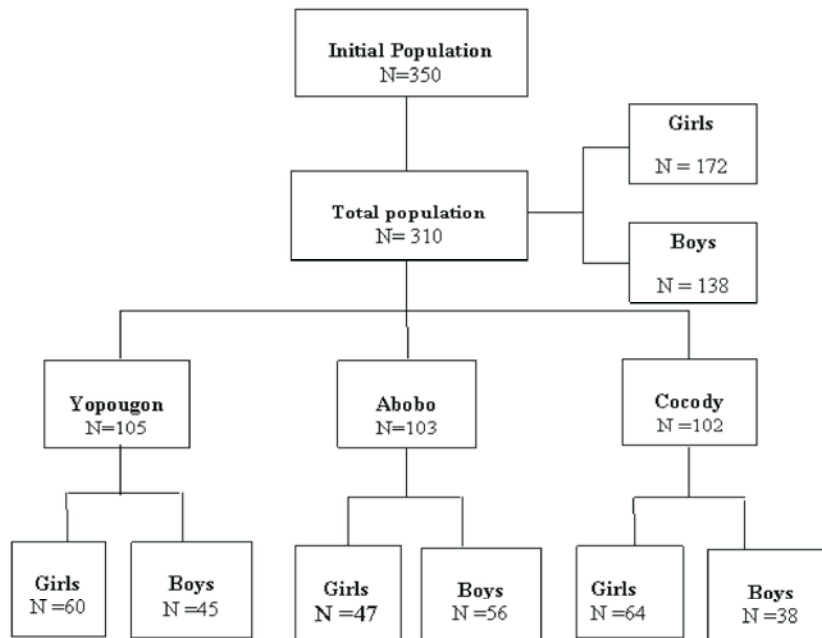 Initial Population
N=350
Girls
N = 172
Total population
N= 310
Boys
N = 138
Yopougon
N=105
Abobo
N=103
Cocody
N =102
Girls
N =60
Boys
N =45
Girls
N =47
Boys
N =56
Girls
N =64
Boys
N =38